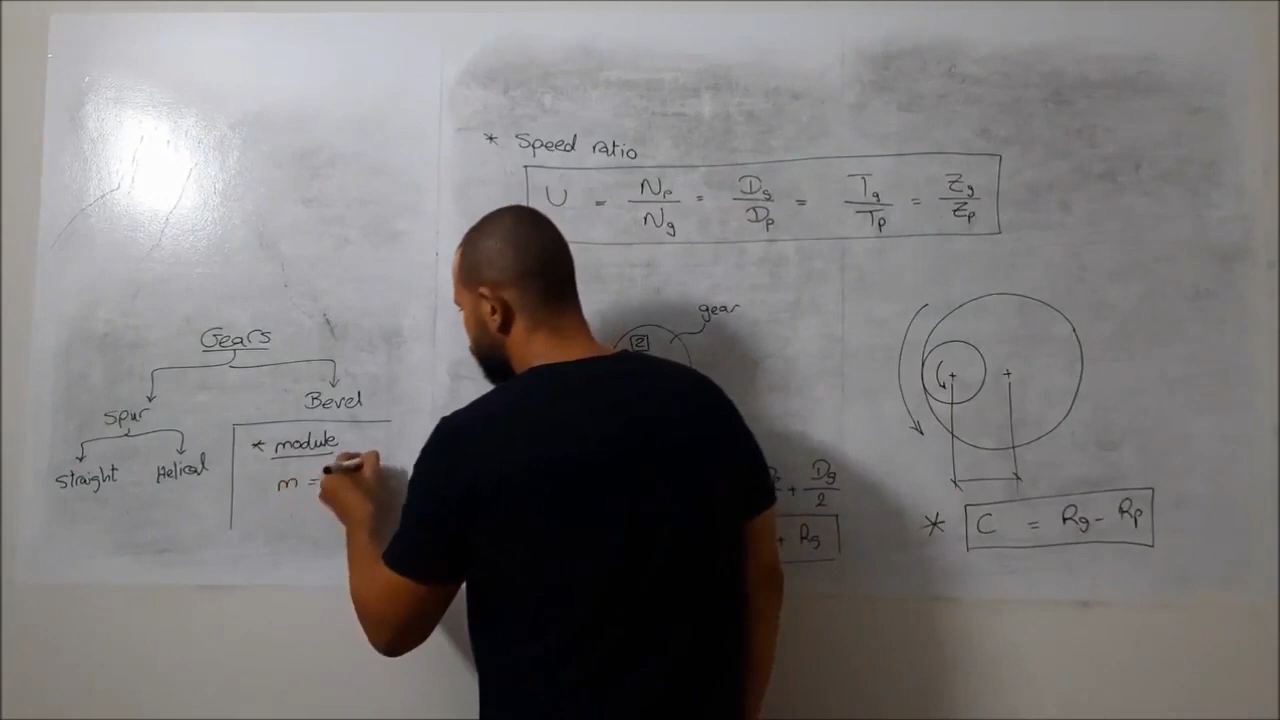 * Speed ratio
U = Np/Ng = Dg/Dp = Tg/Tp = Zg/Zp
Gears
Spur
Bevel
Straight
Helical
* module
m =
gear
2
+ Dg/2
+ Rg
* C = Rg - Rp